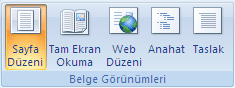 Sayfa Düzeni
Tam Ekran Okuma
Web Düzeni
Anahat
Taslak
Belge Görünümleri